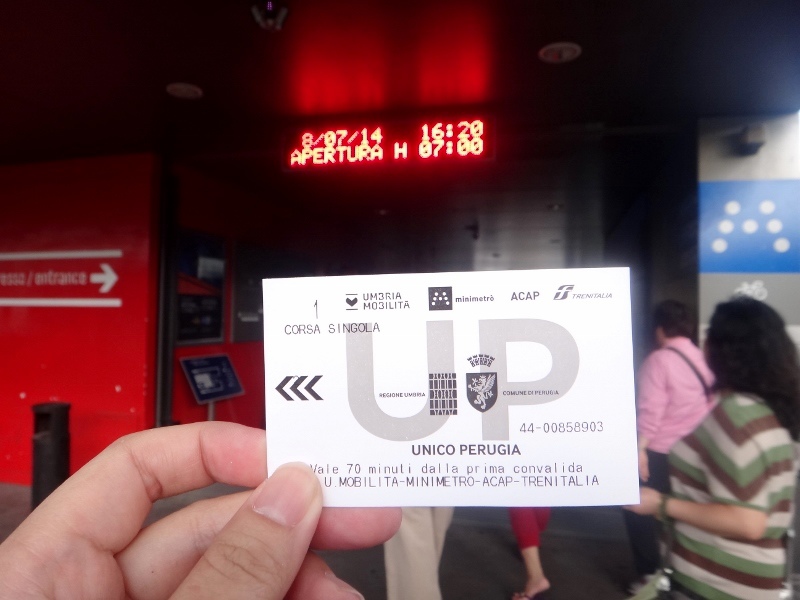 8/07/14 16:20
APERTURA H 07:00
resso / entrance
UMBRIA MOBILITÀ
minimetrò
ACAP
TRENITALIA
CORSA SINGOLA
UP
REGIONE UMBRIA
COMUNE DI PERUGIA
44-00858903
UNICO PERUGIA
Vale 70 minuti dalla prima convalida
U.MOBILITA-MINIMETRO-ACAP-TRENITALIA